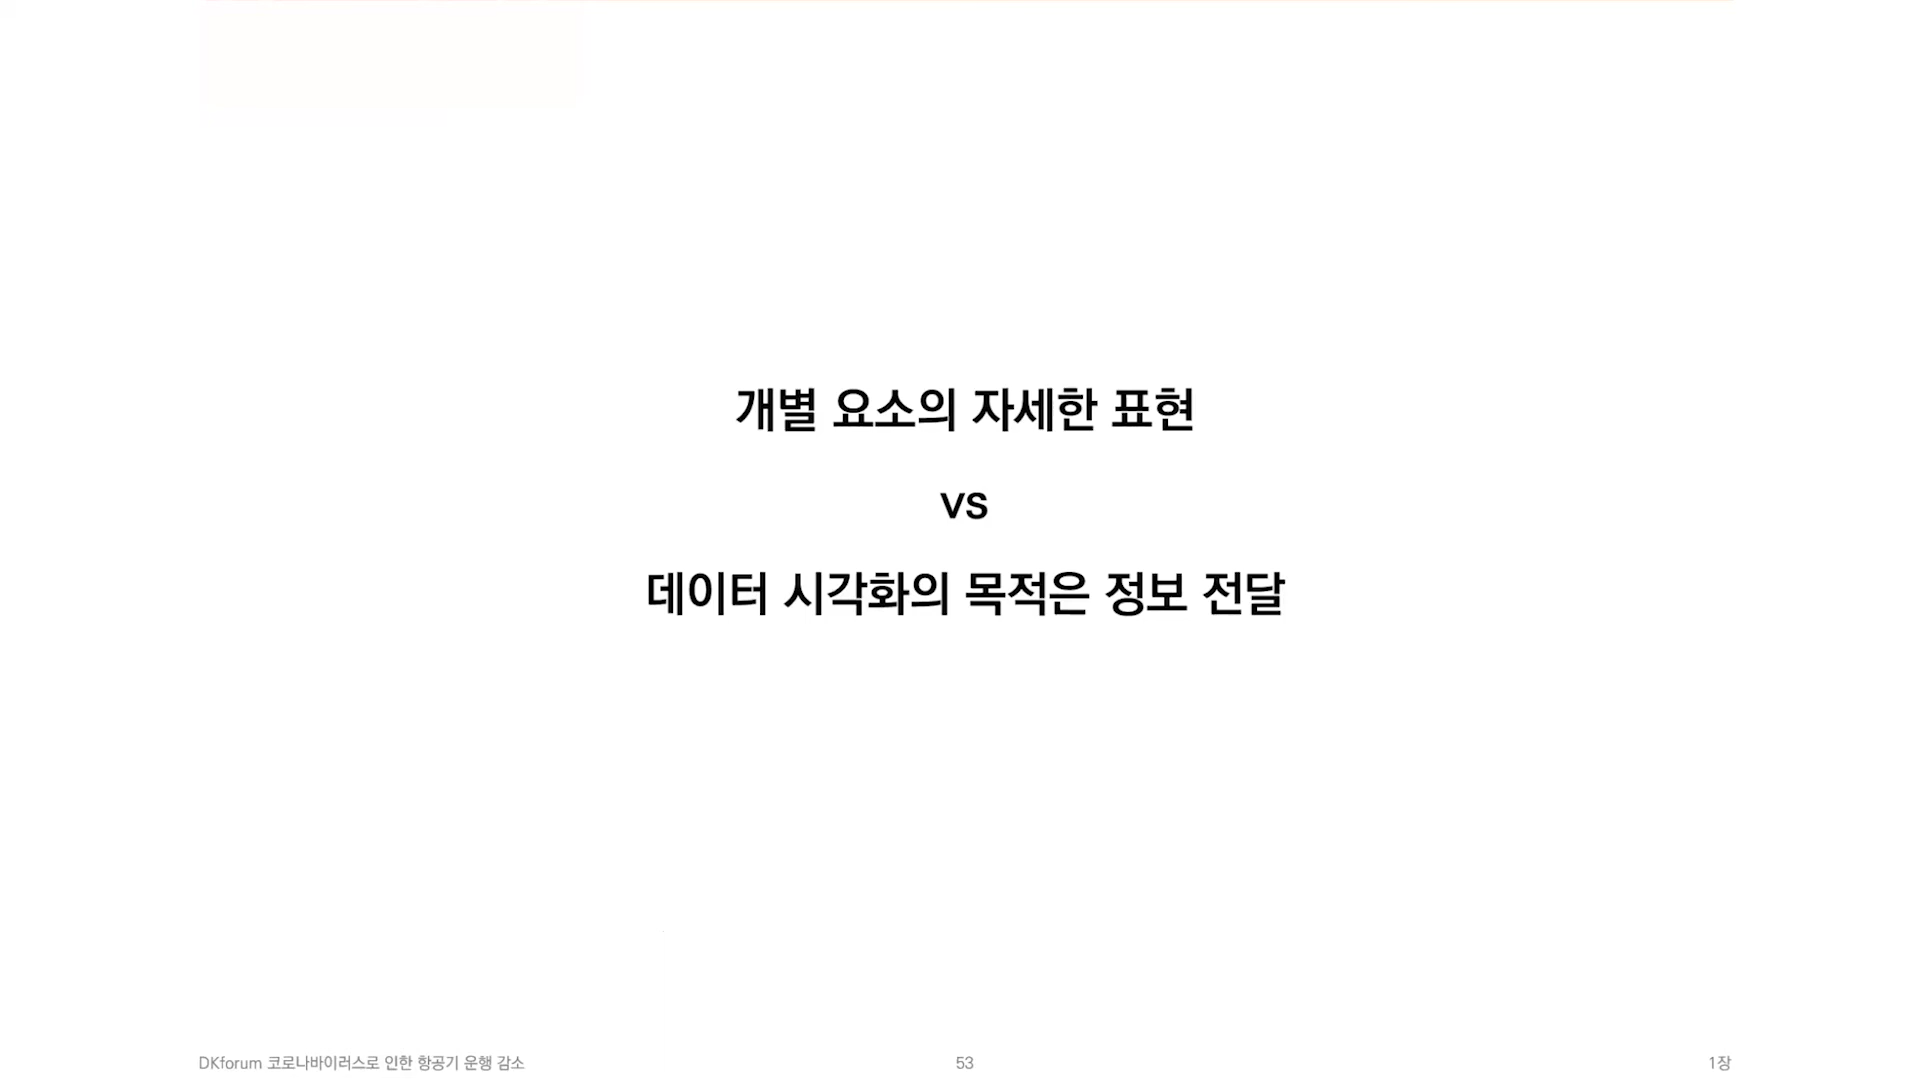 개별 요소의 자세한 표현
vs
데이터 시각화의 목적은 정보 전달
DKforum 코로나바이러스로 인한 항공기 운행 감소
53
1장